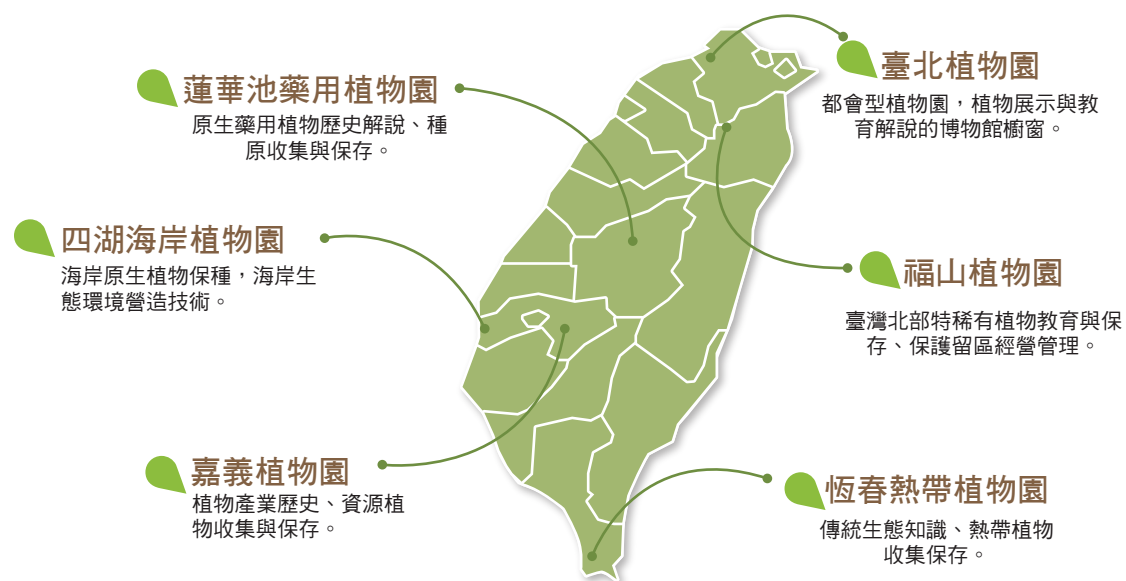 蓮華池藥用植物園
原生藥用植物歷史解說、種
原收集與保存。
臺北植物園
都會型植物園，植物展示與教
育解說的博物館櫥窗。
四湖海岸植物園
海岸原生植物保種，海岸生
態環境營造技術。
福山植物園
臺灣北部特稀有植物教育與保
存、保護留區經營管理。
嘉義植物園
植物產業歷史、資源植
物收集與保存。
恆春熱帶植物園
傳統生態知識、熱帶植物
收集保存。